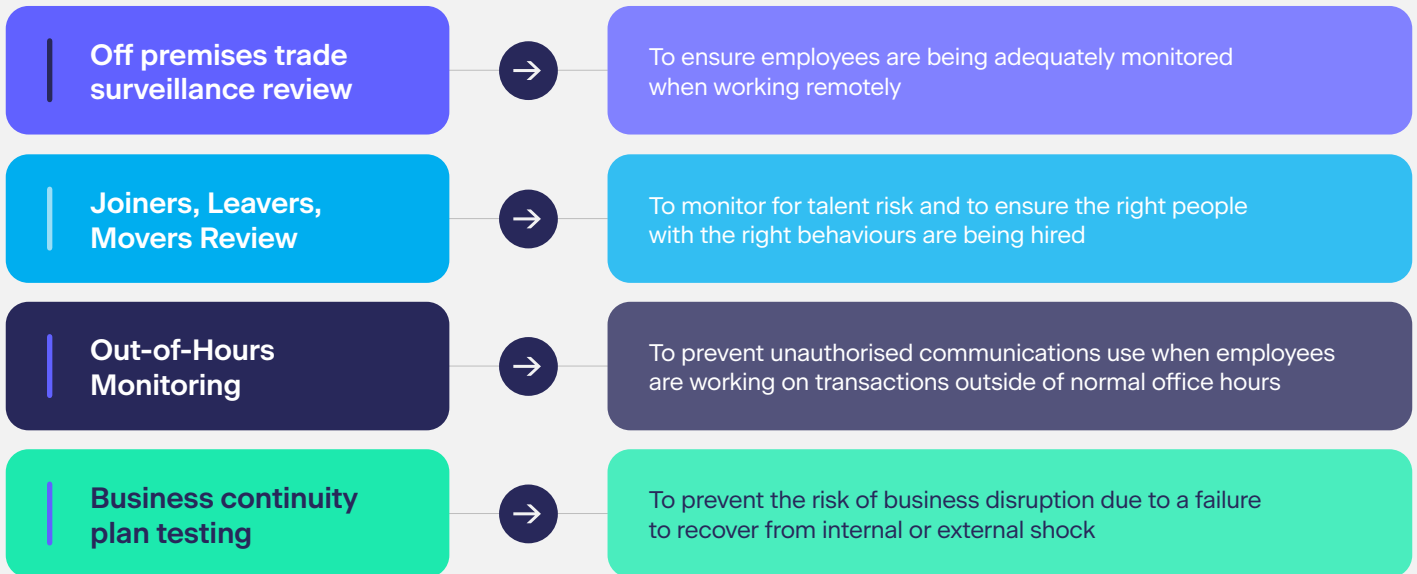 Off premises trade
surveillance review
To ensure employees are being adequately monitored
when working remotely
Joiners, Leavers,
Movers Review
To monitor for talent risk and to ensure the right people
with the right behaviours are being hired
Out-of-Hours
Monitoring
To prevent unauthorised communications use when employees
are working on transactions outside of normal office hours
Business continuity
plan testing
To prevent the risk of business disruption due to a failure
to recover from internal or external shock